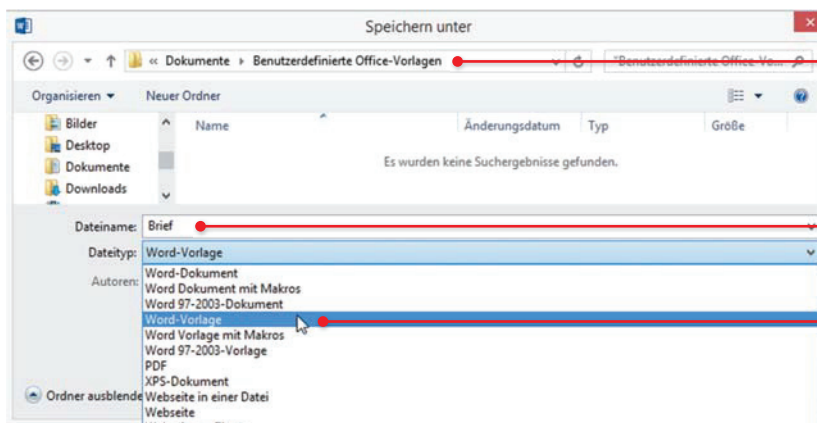 Speichern unter
« Dokumente Benutzerdefinierte Office-Vorlagen "Benutzerdefinierte Office-Vo...
Organisieren Neuer Ordner
Bilder
Desktop
Dokumente
Downloads
Name Änderungsdatum Typ Größe
Es wurden keine Suchergebnisse gefunden.
Dateiname: Brief
Dateityp: Word-Vorlage
Autoren:
Word-Dokument
Word Dokument mit Makros
Word 97-2003-Dokument
Word-Vorlage
Word Vorlage mit Makros
Word 97-2003-Vorlage
PDF
XPS-Dokument
Webseite in einer Datei
Webseite
Ordner ausblende